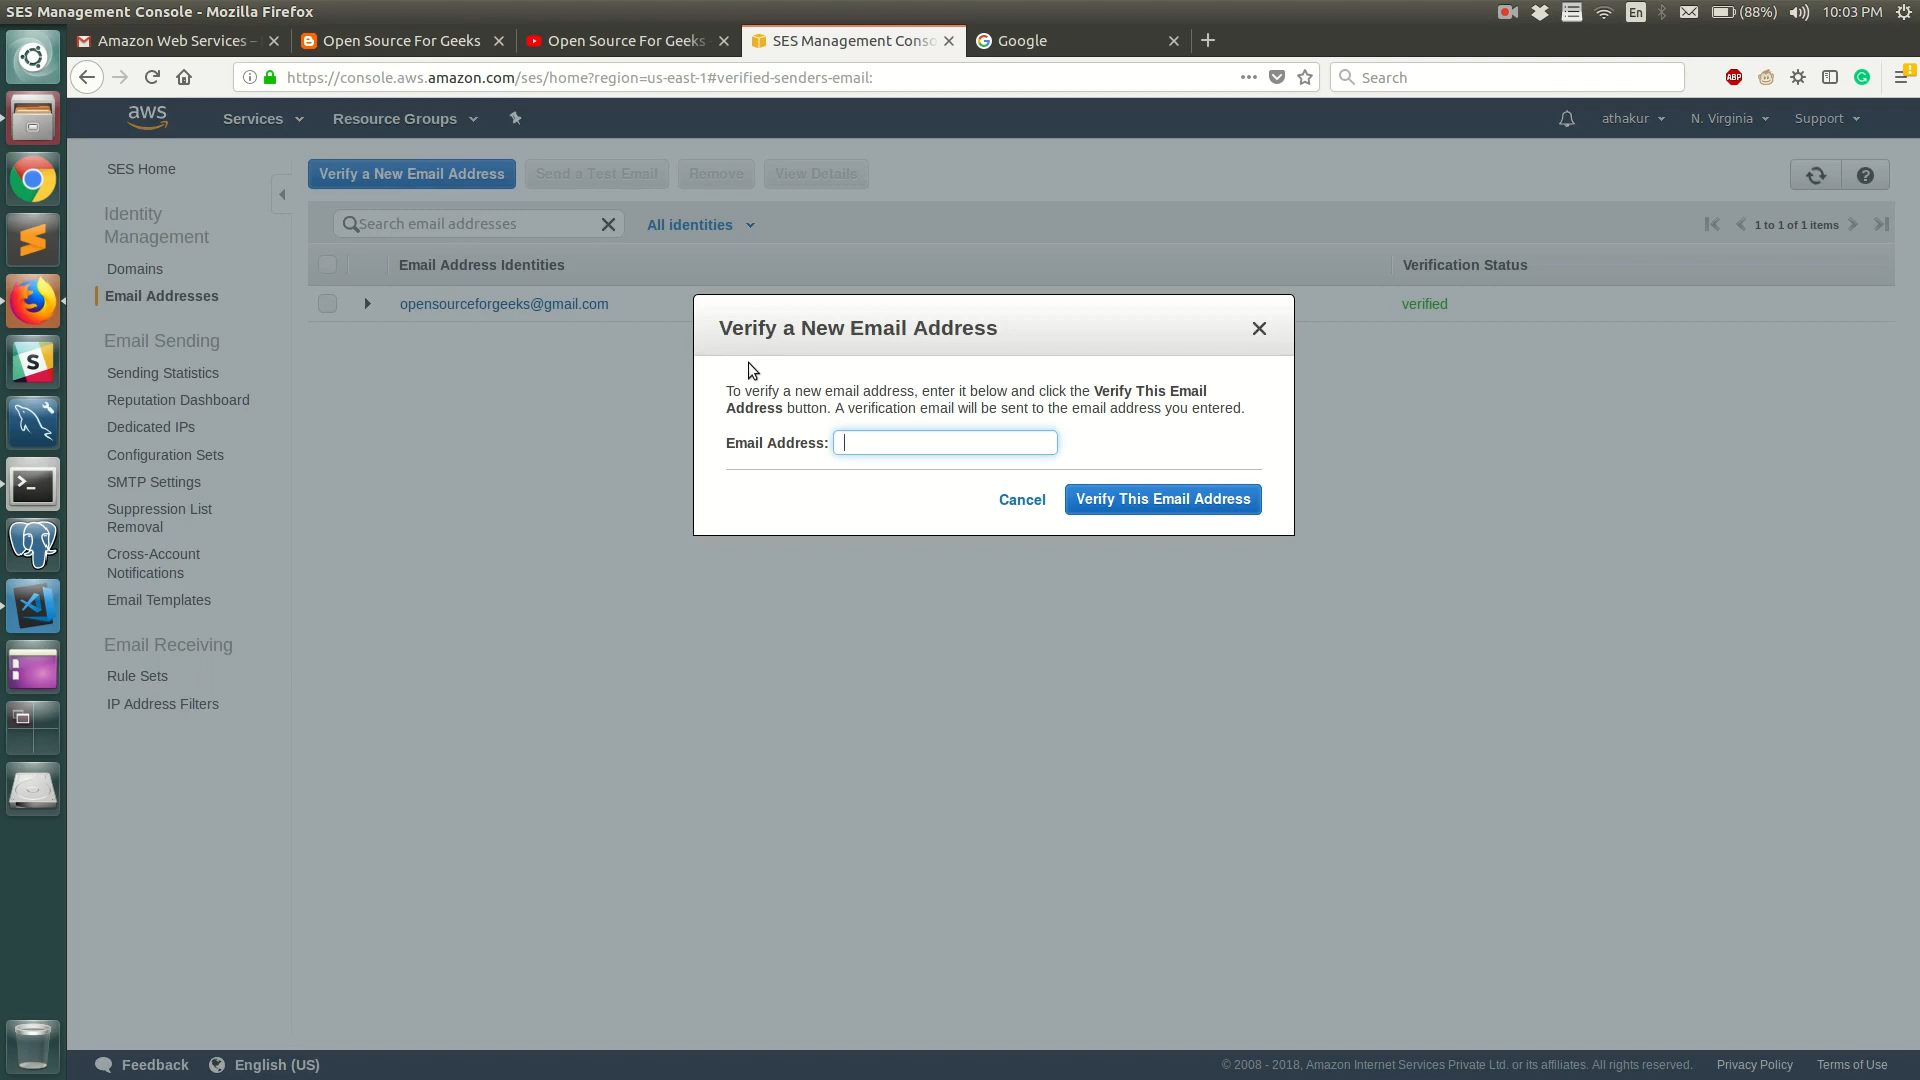 SES Management Console - Mozilla Firefox
En
(88%)
10:03 PM
Amazon Web Services –
Open Source For Geeks
Open Source For Geeks
SES Management Conso
Google
https://console.aws.amazon.com/ses/home?region=us-east-1#verified-senders-email:
Search
ABP
aws
Services
Resource Groups
athakur
N. Virginia
Support
SES Home
Verify a New Email Address
Send a Test Email
Remove
View Details
Identity
Management
Search email addresses
All identities
1 to 1 of 1 items
Domains
Email Addresses
Email Address Identities
Verification Status
opensourceforgeeks@gmail.com
verified
Email Sending
Sending Statistics
Reputation Dashboard
Dedicated IPs
Configuration Sets
SMTP Settings
Suppression List
Removal
Cross-Account
Notifications
Email Templates
Email Receiving
Rule Sets
IP Address Filters
Verify a New Email Address
To verify a new email address, enter it below and click the Verify This Email
Address button. A verification email will be sent to the email address you entered.
Email Address:
Cancel
Verify This Email Address
Feedback
English (US)
© 2008 - 2018, Amazon Internet Services Private Ltd. or its affiliates. All rights reserved.
Privacy Policy
Terms of Use